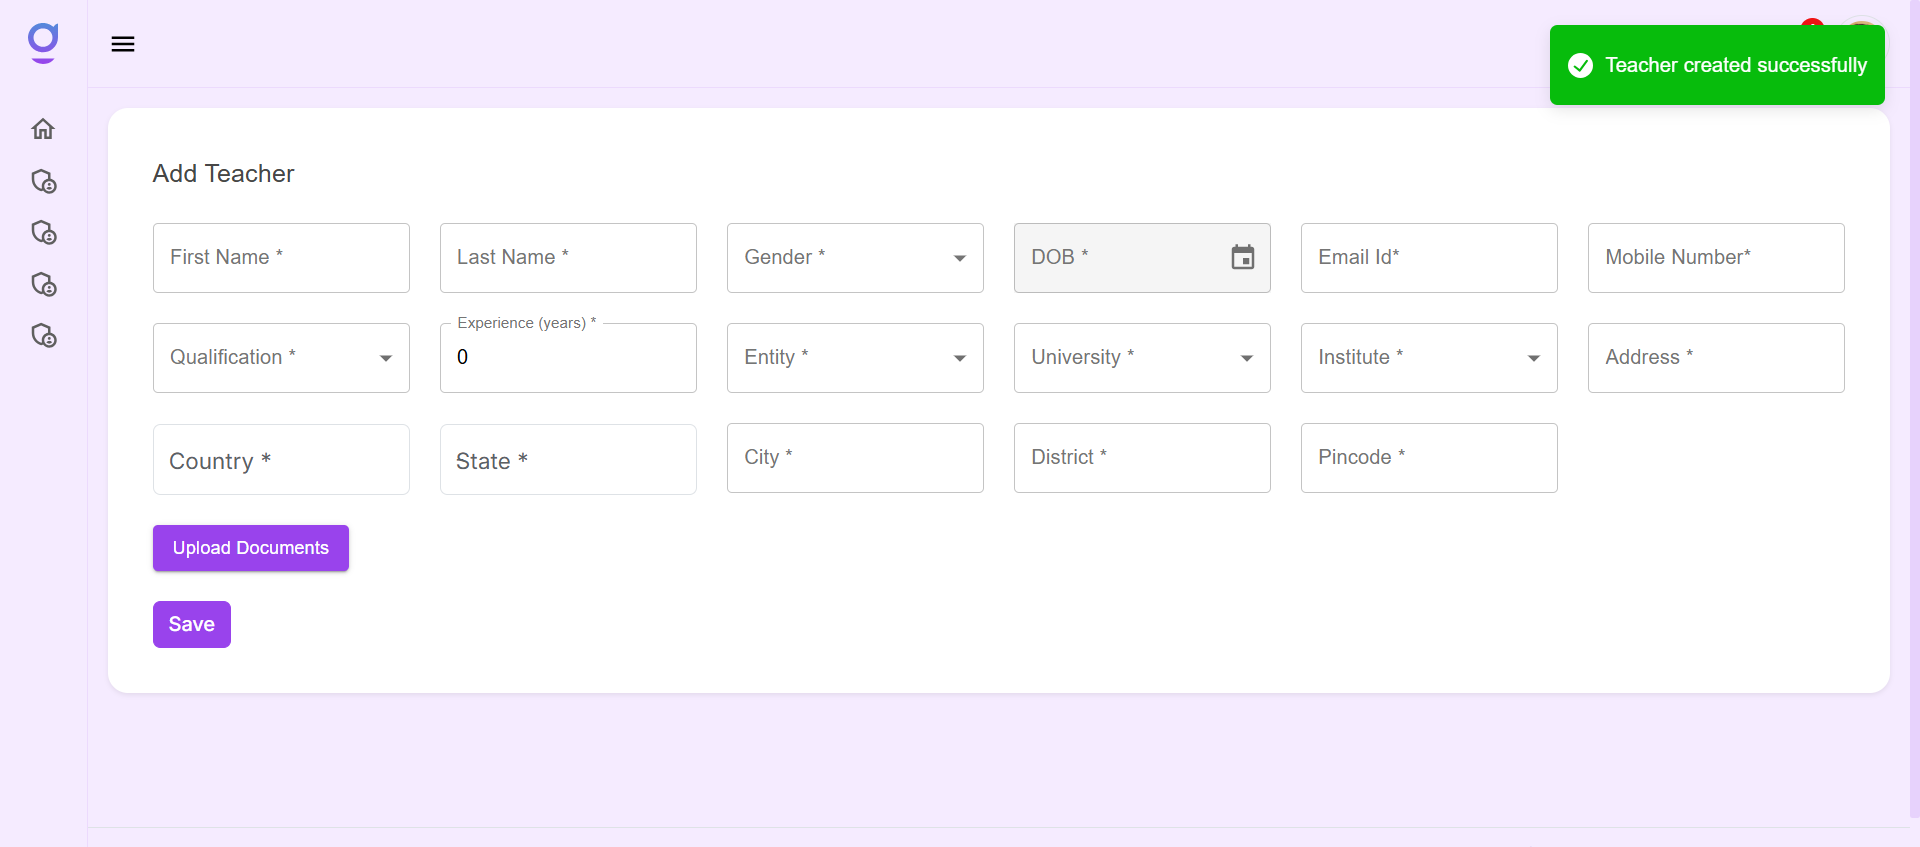 Teacher created successfully
Add Teacher
First Name *
Last Name *
Gender *
DOB *
Email Id*
Mobile Number*
Qualification *
Experience (years) *
0
Entity *
University *
Institute *
Address *
Country *
State *
City *
District *
Pincode *
Upload Documents
Save